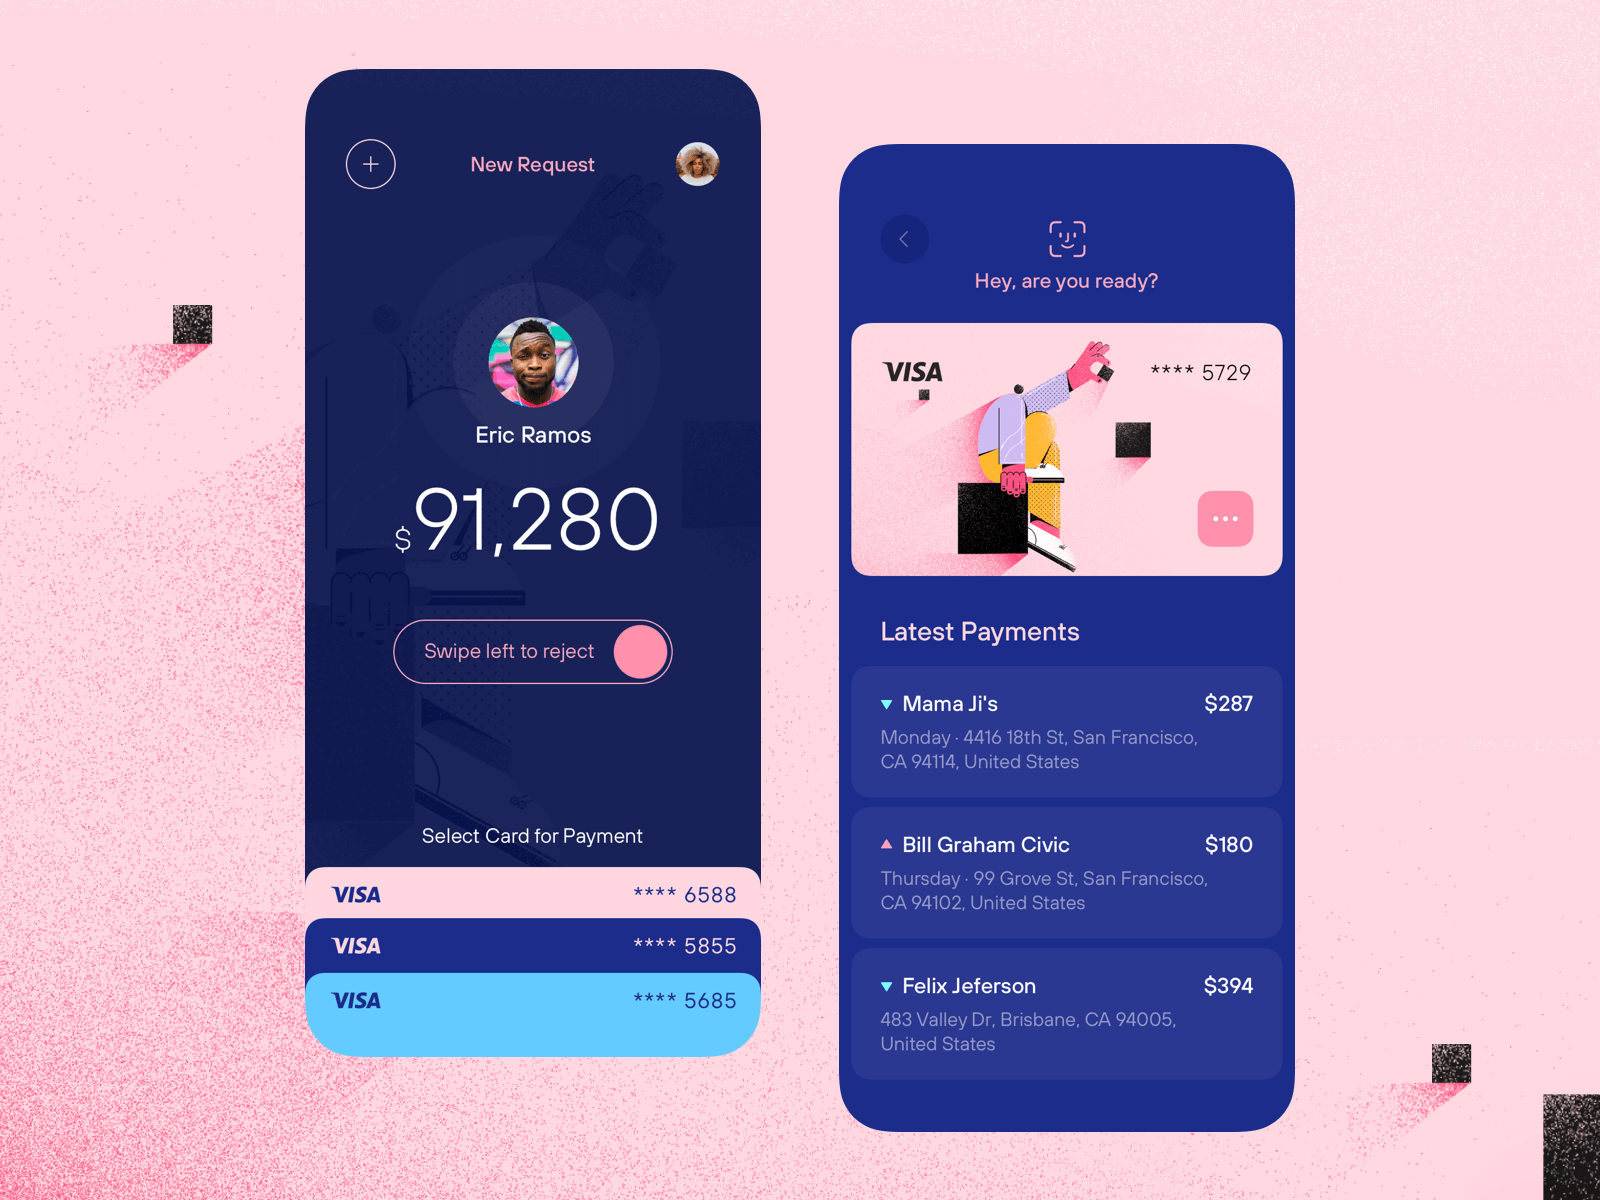 New Request
Eric Ramos
$91,280
Swipe left to reject
Select Card for Payment
VISA **** 6588
VISA **** 5855
VISA **** 5685
Hey, are you ready?
VISA **** 5729
Latest Payments
Mama Ji's $287
Monday · 4416 18th St, San Francisco,
CA 94114, United States
Bill Graham Civic $180
Thursday · 99 Grove St, San Francisco,
CA 94102, United States
Felix Jeferson $394
483 Valley Dr, Brisbane, CA 94005,
United States